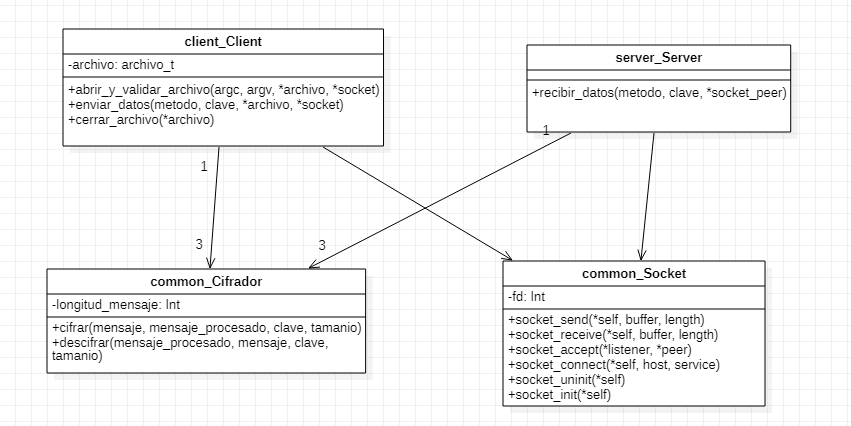 client_Client
-archivo: archivo_t
+abrir_y_validar_archivo(argc, argv, *archivo, *socket)
+enviar_datos(metodo, clave, *archivo, *socket)
+cerrar_archivo(*archivo)
server_Server
+recibir_datos(metodo, clave, *socket_peer)
1
1
3
3
common_Cifrador
-longitud_mensaje: Int
+cifrar(mensaje, mensaje_procesado, clave, tamanio)
+descifrar(mensaje_procesado, mensaje, clave,
tamanio)
common_Socket
-fd: Int
+socket_send(*self, buffer, length)
+socket_receive(*self, buffer, length)
+socket_accept(*listener, *peer)
+socket_connect(*self, host, service)
+socket_uninit(*self)
+socket_init(*self)